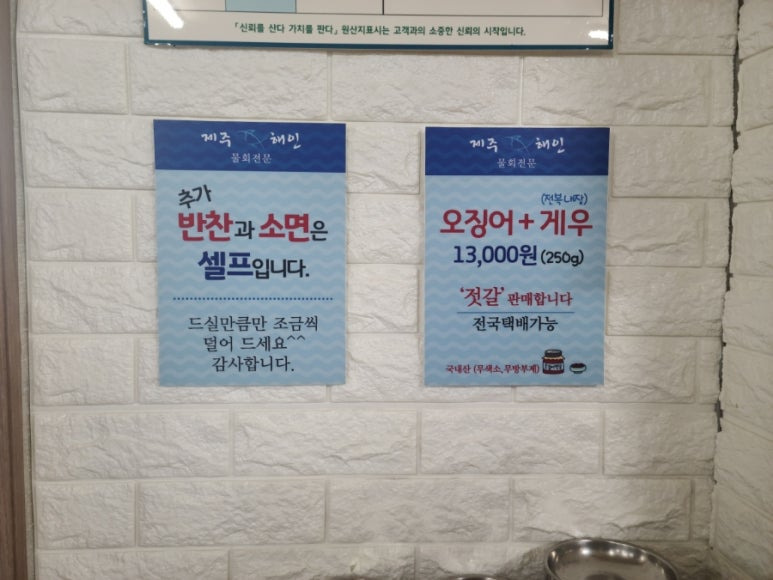 「신뢰를 산다 가치를 판다」 원산지표시는 고객과의 소중한 신뢰의 시작입니다.
제주 해인
물회전문
추가
반찬과 소면은
셀프입니다.
드실만큼만 조금씩
덜어 드세요^^
감사합니다.
제주 해인
물회전문
(전복내장)
오징어 + 게우
13,000원 (250g)
'젓갈' 판매합니다
전국택배가능
국내산 (무색소, 무방부제)